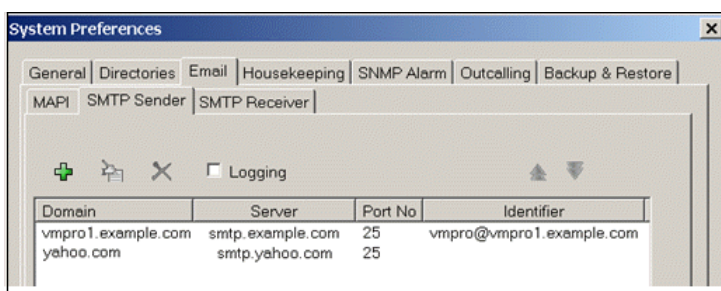 System Preferences
General Directories Email Housekeeping SNMP Alarm Outcalling Backup & Restore
MAPI SMTP Sender SMTP Receiver
Logging
Domain Server Port No Identifier
vmpro1.example.com smtp.example.com 25 vmpro@vmpro1.example.com
yahoo.com smtp.yahoo.com 25